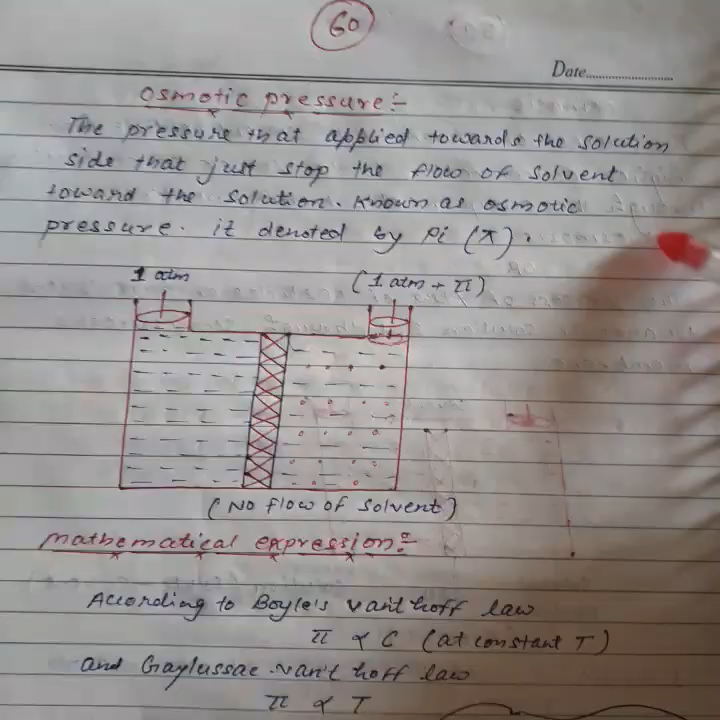 60
Date
Osmotic pressure:-
The pressure that applied towards the solution
side that just stop the flow of solvent
toward the solution. Known as osmotic
pressure. it denoted by Pi (π).
1 atm
(1 atm + π)
(No flow of solvent)
mathematical expression:-
According to Boyle's van't hoff law
π ∝ C (at constant T)
and Gaylussac van't hoff law
π ∝ T